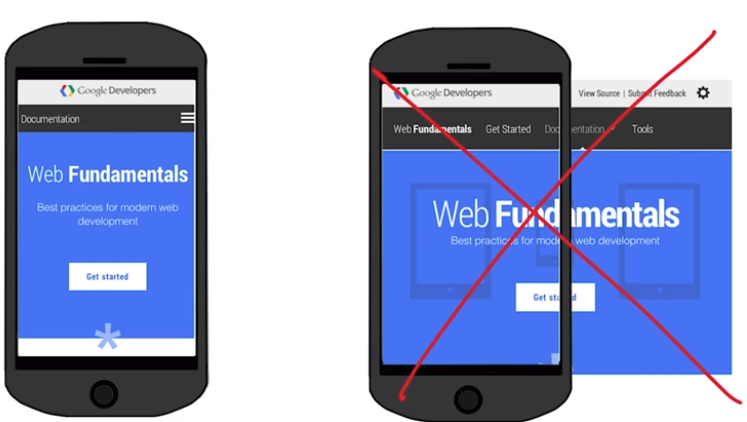 Google Developers
Documentation
Web Fundamentals
Best practices for modern web
development
Get started
Google Developers
View Source | Submit Feedback
Web Fundamentals Get Started Documentation Tools
Web Fundamentals
Best practices for modern web development
Get started